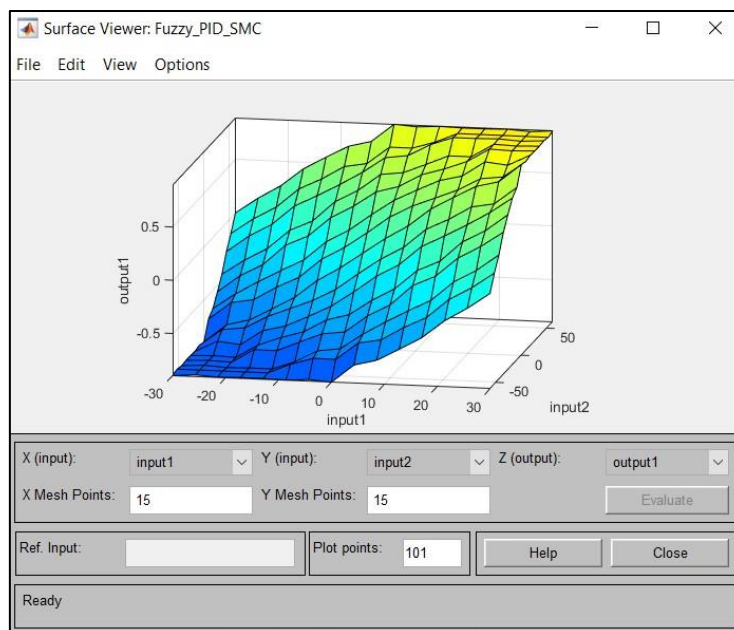 Surface Viewer: Fuzzy_PID_SMC
File Edit View Options
0.5
0
-0.5
output1
-30
-20
-10
0
10
20
30
input1
-50
0
50
input2
X (input): input1 Y (input): input2 Z (output): output1
X Mesh Points: 15 Y Mesh Points: 15 Evaluate
Ref. Input: Plot points: 101 Help Close
Ready